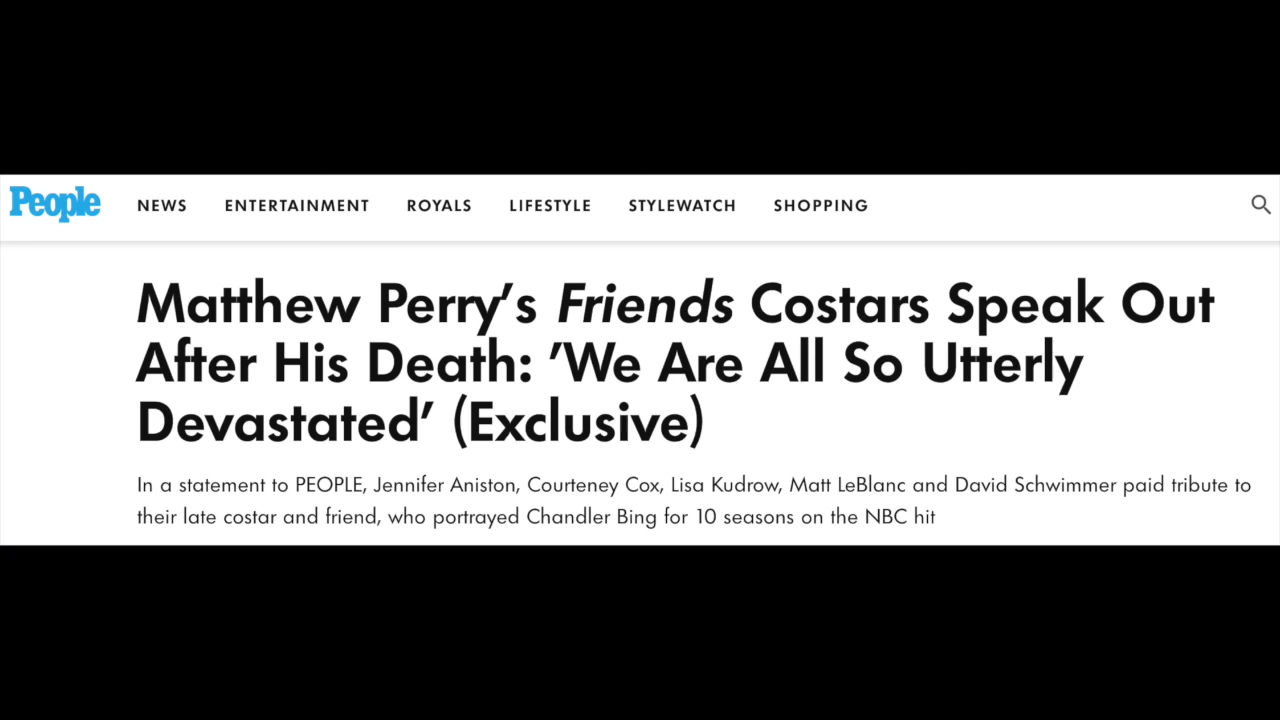 People NEWS ENTERTAINMENT ROYALS LIFESTYLE STYLEWATCH SHOPPING
Matthew Perry's Friends Costars Speak Out
After His Death: 'We Are All So Utterly
Devastated' (Exclusive)
In a statement to PEOPLE, Jennifer Aniston, Courteney Cox, Lisa Kudrow, Matt LeBlanc and David Schwimmer paid tribute to
their late costar and friend, who portrayed Chandler Bing for 10 seasons on the NBC hit